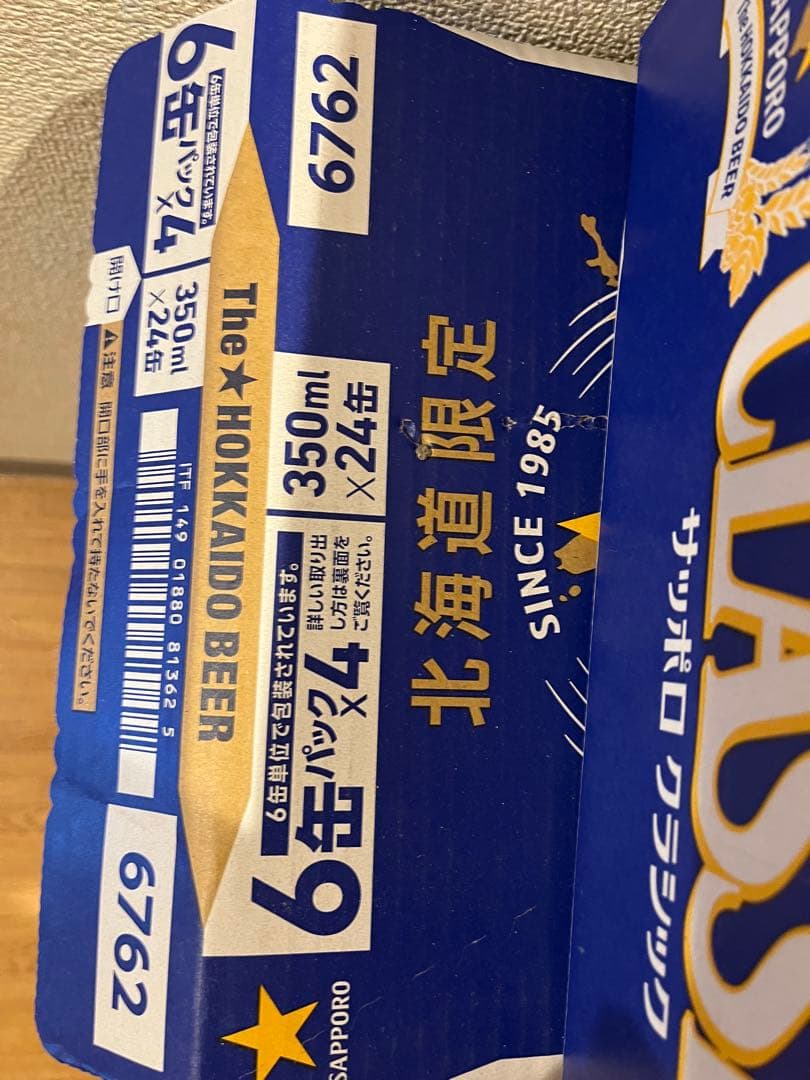 開け口
⚠注意 開口部に手を入れて持たないでください。
6缶パック×4
6缶単位で包装されています。
350ml
×24缶
ITF 149 01880 81362 5
6762
The★HOKKAIDO BEER
6762
6缶単位で包装されています。
6缶パック×4
詳しい取り出
し方は裏面を
ご覧ください。
350ml
×24缶
SAPPORO
北海道限定
SINCE 1985
SAPPORO
HOKKAIDO BEER
CLASS
サッポロ クラシック